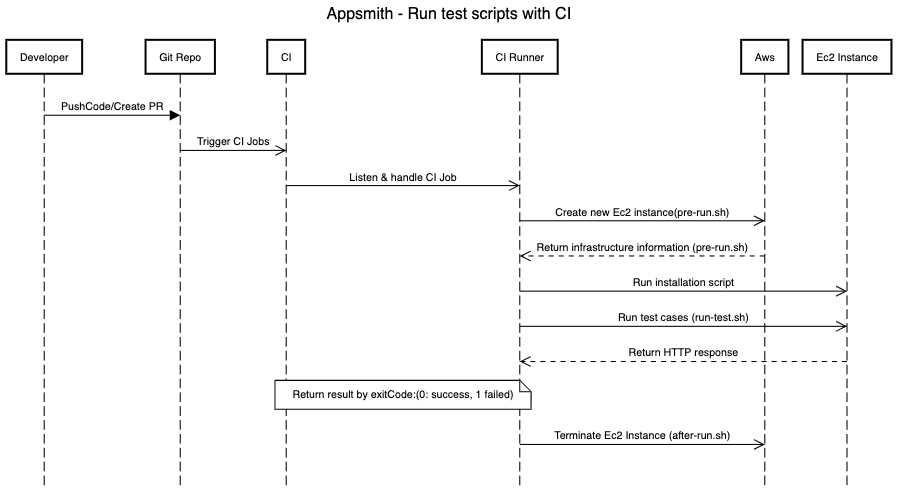 Appsmith - Run test scripts with CI
Developer
Git Repo
CI
CI Runner
Aws
Ec2 Instance
PushCode/Create PR
Trigger CI Jobs
Listen & handle CI Job
Create new Ec2 instance(pre-run.sh)
Return infrastructure information (pre-run.sh)
Run installation script
Run test cases (run-test.sh)
Return HTTP response
Return result by exitCode:(0: success, 1 failed)
Terminate Ec2 Instance (after-run.sh)